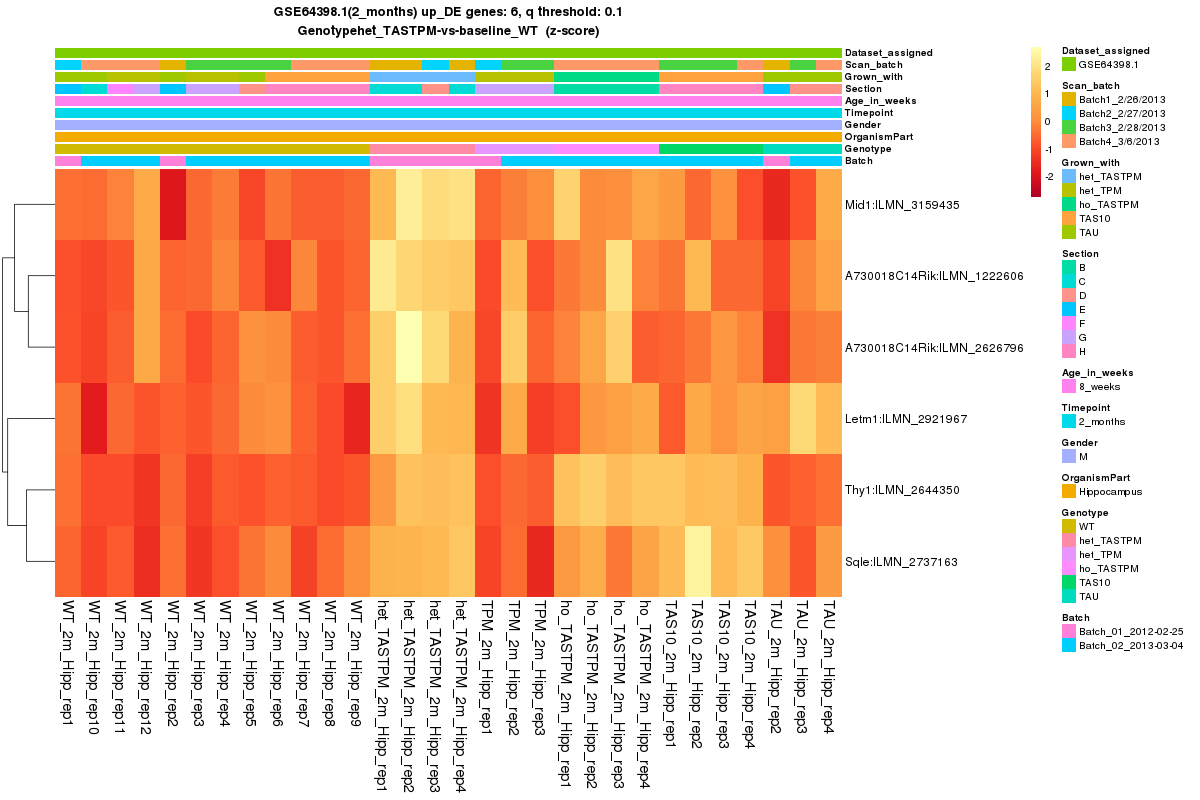 GSE64398.1(2_months) up_DE genes: 6, q threshold: 0.1
Genotypehet_TASTPM-vs-baseline_WT (z-score)
Dataset_assigned
Scan_batch
Grown_with
Section
Age_in_weeks
Timepoint
Gender
OrganismPart
Genotype
Batch
Mid1:ILMN_3159435
A730018C14Rik:ILMN_1222606
A730018C14Rik:ILMN_2626796
Letm1:ILMN_2921967
Thy1:ILMN_2644350
Sqle:ILMN_2737163
WT_2m_Hipp_rep1
WT_2m_Hipp_rep10
WT_2m_Hipp_rep11
WT_2m_Hipp_rep12
WT_2m_Hipp_rep2
WT_2m_Hipp_rep3
WT_2m_Hipp_rep4
WT_2m_Hipp_rep5
WT_2m_Hipp_rep6
WT_2m_Hipp_rep7
WT_2m_Hipp_rep8
WT_2m_Hipp_rep9
het_TASTPM_2m_Hipp_rep1
het_TASTPM_2m_Hipp_rep2
het_TASTPM_2m_Hipp_rep3
het_TASTPM_2m_Hipp_rep4
TPM_2m_Hipp_rep1
TPM_2m_Hipp_rep2
TPM_2m_Hipp_rep3
ho_TASTPM_2m_Hipp_rep1
ho_TASTPM_2m_Hipp_rep2
ho_TASTPM_2m_Hipp_rep3
ho_TASTPM_2m_Hipp_rep4
TAS10_2m_Hipp_rep1
TAS10_2m_Hipp_rep2
TAS10_2m_Hipp_rep3
TAS10_2m_Hipp_rep4
TAU_2m_Hipp_rep2
TAU_2m_Hipp_rep3
TAU_2m_Hipp_rep4
2
1
0
-1
-2
Dataset_assigned
GSE64398.1
Scan_batch
Batch1_2/26/2013
Batch2_2/27/2013
Batch3_2/28/2013
Batch4_3/6/2013
Grown_with
het_TASTPM
het_TPM
ho_TASTPM
TAS10
TAU
Section
B
C
D
E
F
G
H
Age_in_weeks
8_weeks
Timepoint
2_months
Gender
M
OrganismPart
Hippocampus
Genotype
WT
het_TASTPM
het_TPM
ho_TASTPM
TAS10
TAU
Batch
Batch_01_2012-02-25
Batch_02_2013-03-04